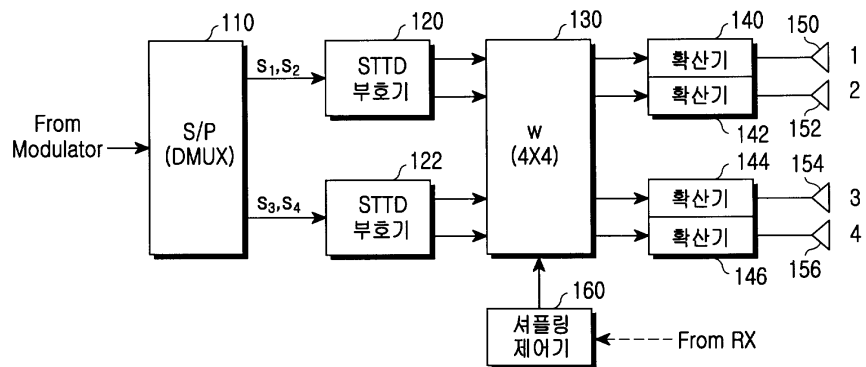 110
120
130
140
150
S₁,S₂
STTD
부호기
확산기
1
확산기
2
142
152
From
Modulator
S/P
(DMUX)
W
(4X4)
122
144
154
S₃,S₄
STTD
부호기
확산기
3
확산기
4
146
156
160
셔플링
제어기
From RX